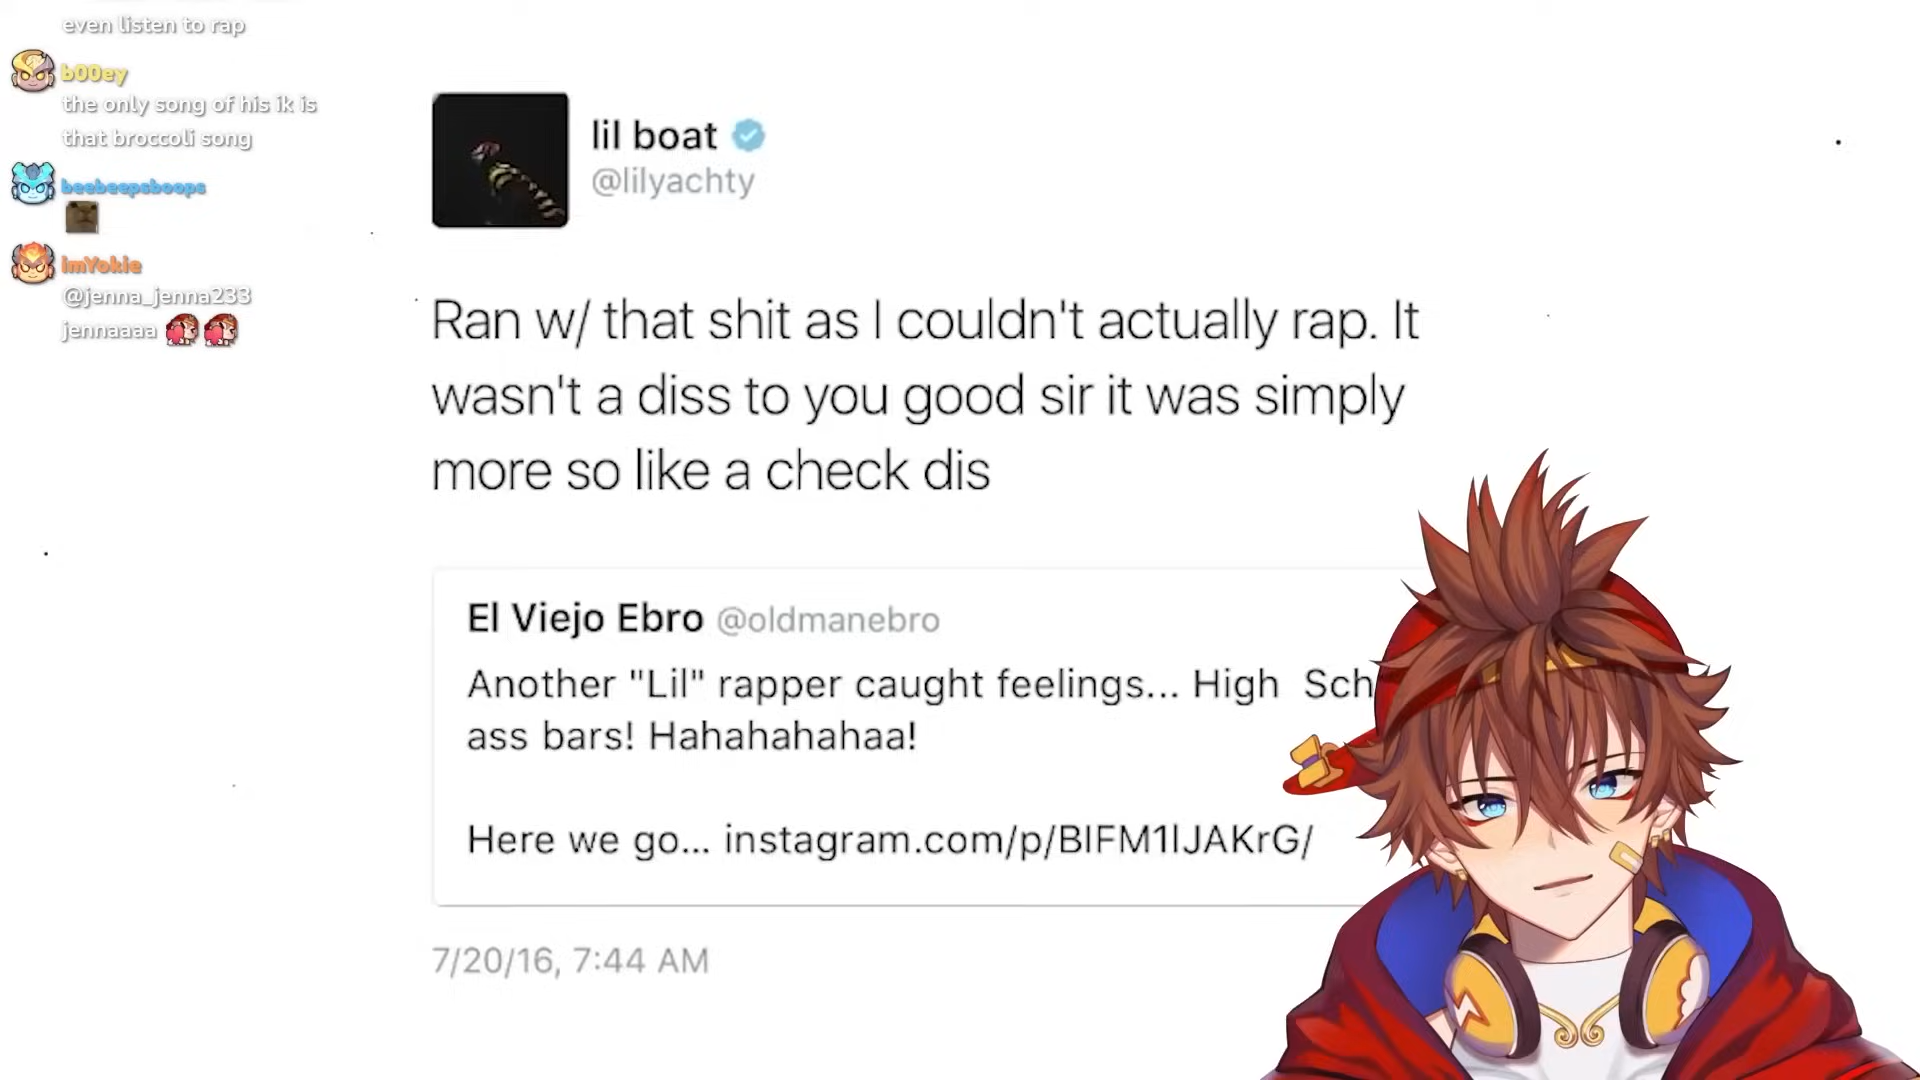 even listen to rap
b00ey
the only song of his ik is
that broccoli song
beebeepsboops
imYokie
@jenna_jenna233
jennaaaa
lil boat
@lilyachty
Ran w/ that shit as I couldn't actually rap. It
wasn't a diss to you good sir it was simply
more so like a check dis
El Viejo Ebro @oldmanebro
Another "Lil" rapper caught feelings... High Sch
ass bars! Hahahahahaa!
Here we go... instagram.com/p/BIFM1lJAKrG/
7/20/16, 7:44 AM